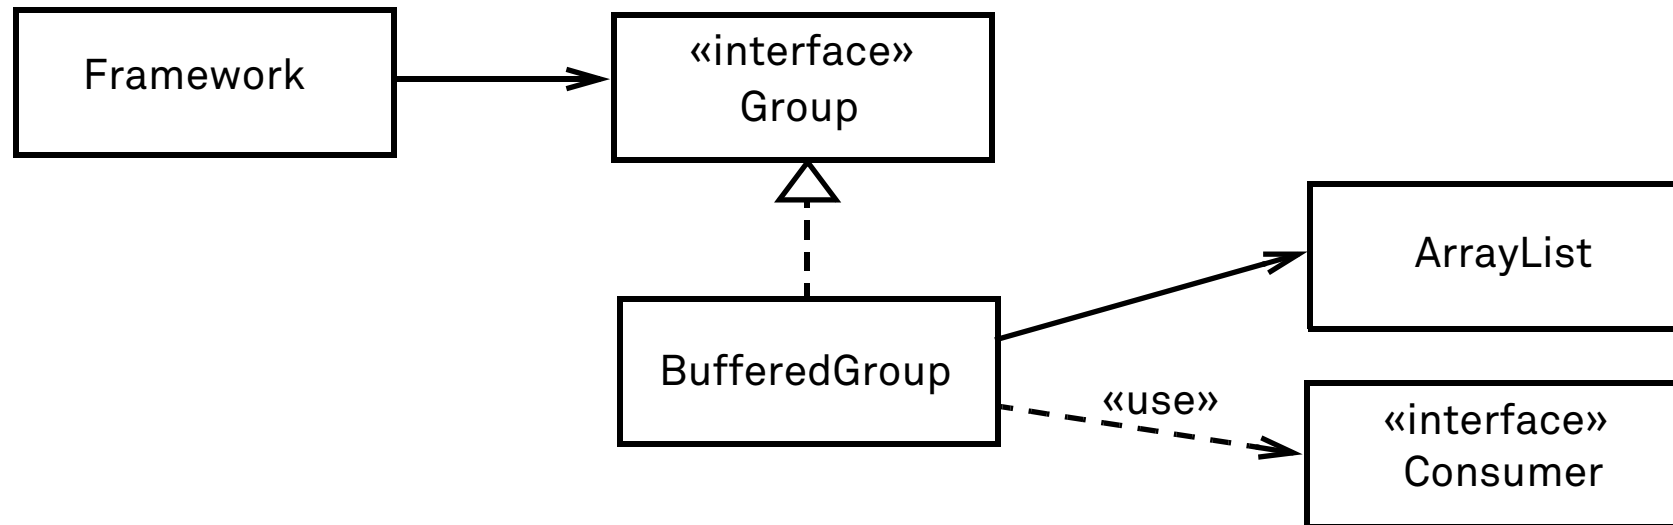 Framework
«interface»
Group
ArrayList
BufferedGroup
«use»
«interface»
Consumer